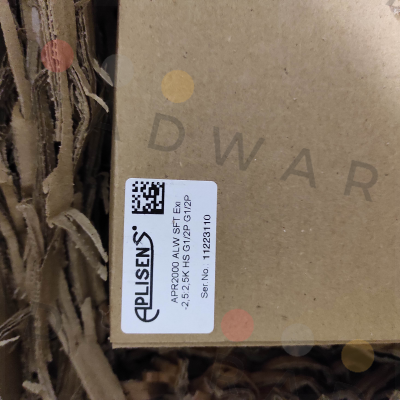 APLISENS
APR2000 ALW SFT Exi
-2,5:2,5K HS G1/2P G1/2P
Ser.No.: 11223110
DWAR